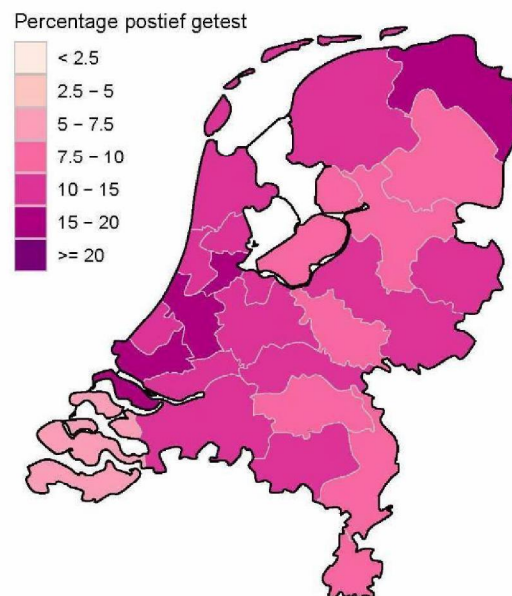 Percentage postief getest
< 2.5
2.5 – 5
5 – 7.5
7.5 – 10
10 – 15
15 – 20
>= 20